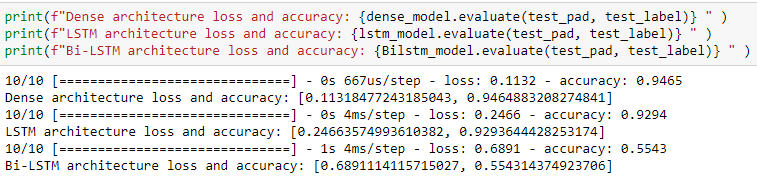 print(f"Dense architecture loss and accuracy: {dense_model.evaluate(test_pad, test_label)} " )
print(f"LSTM architecture loss and accuracy: {lstm_model.evaluate(test_pad, test_label)} " )
print(f"Bi-LSTM architecture loss and accuracy: {Bilstm_model.evaluate(test_pad, test_label)} " )
10/10 [==============================] - 0s 667us/step - loss: 0.1132 - accuracy: 0.9465
Dense architecture loss and accuracy: [0.11318477243185043, 0.9464883208274841]
10/10 [==============================] - 0s 4ms/step - loss: 0.2466 - accuracy: 0.9294
LSTM architecture loss and accuracy: [0.24663574993610382, 0.9293644428253174]
10/10 [==============================] - 1s 4ms/step - loss: 0.6891 - accuracy: 0.5543
Bi-LSTM architecture loss and accuracy: [0.6891114115715027, 0.554314374923706]